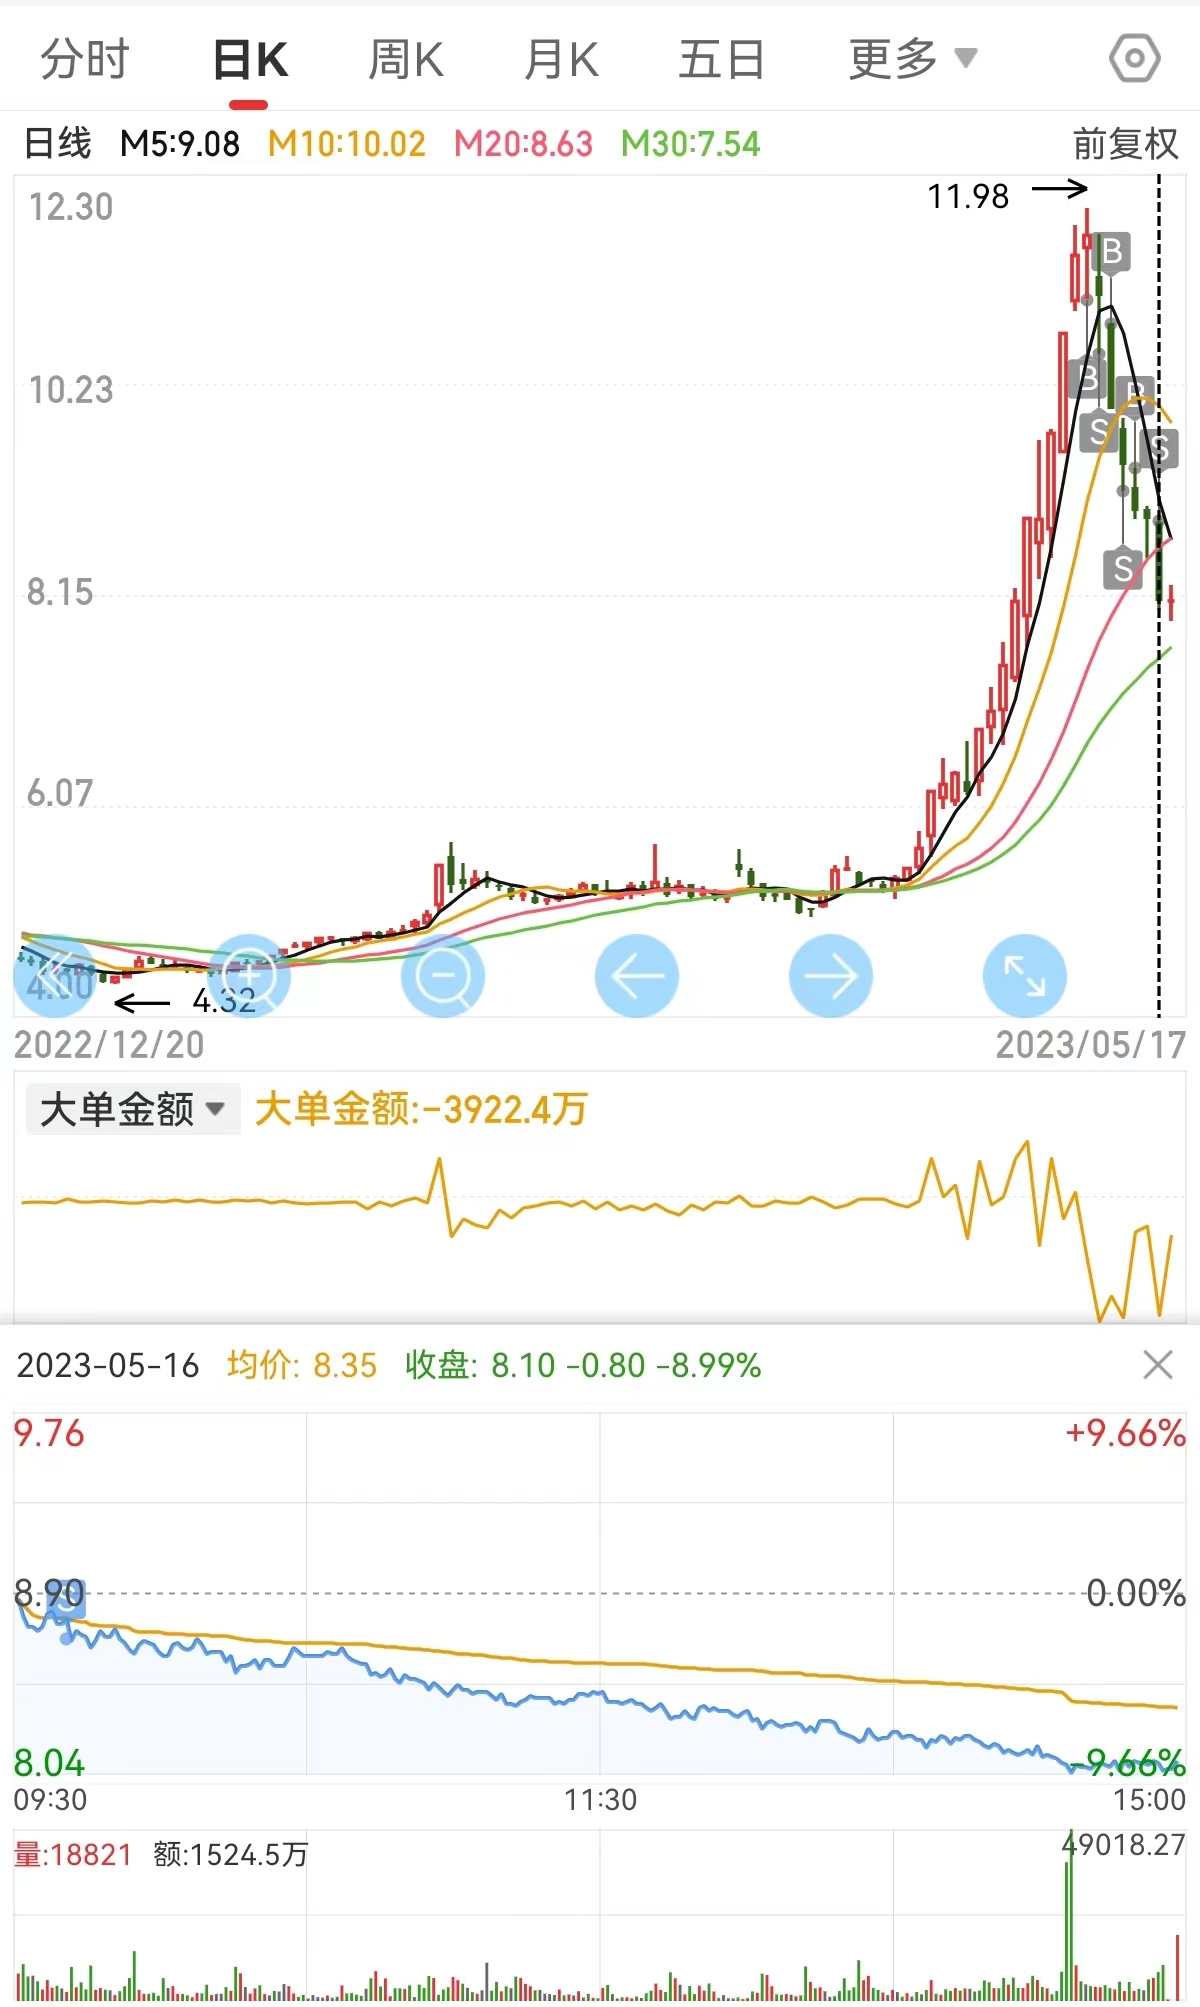 分时 日K 周K 月K 五日 更多
日线 M5:9.08 M10:10.02 M20:8.63 M30:7.54 前复权
12.30
11.98
B
10.23
B
B
S
S
S
8.15
6.07
4.00
4.32
2022/12/20 2023/05/17
大单金额 大单金额:-3922.4万
2023-05-16 均价: 8.35 收盘: 8.10 -0.80 -8.99%
9.76 +9.66%
8.90 S 0.00%
8.04 -9.66%
09:30 11:30 15:00
量:18821 额:1524.5万 49018.27